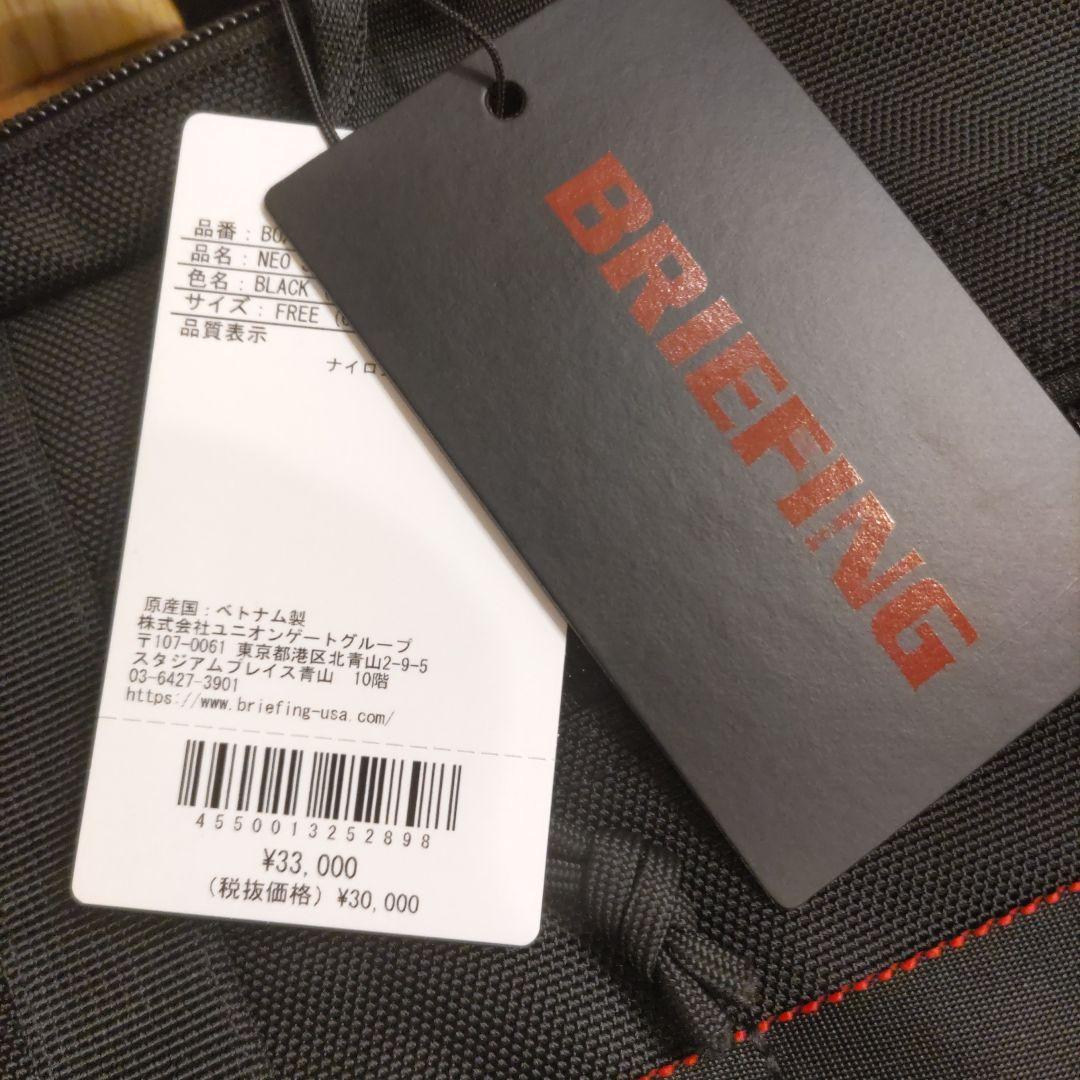 BRIEFING
品番:
品名: NEO
色名: BLACK
サイズ: FREE
品質表示
原産国:ベトナム製
株式会社ユニオンゲートグループ
〒107-0061 東京都港区北青山2-9-5
スタジアムプレイス青山 10階
03-6427-3901
https://www.briefing-usa.com/
4550013252898
¥33,000
(税抜価格) ¥30,000